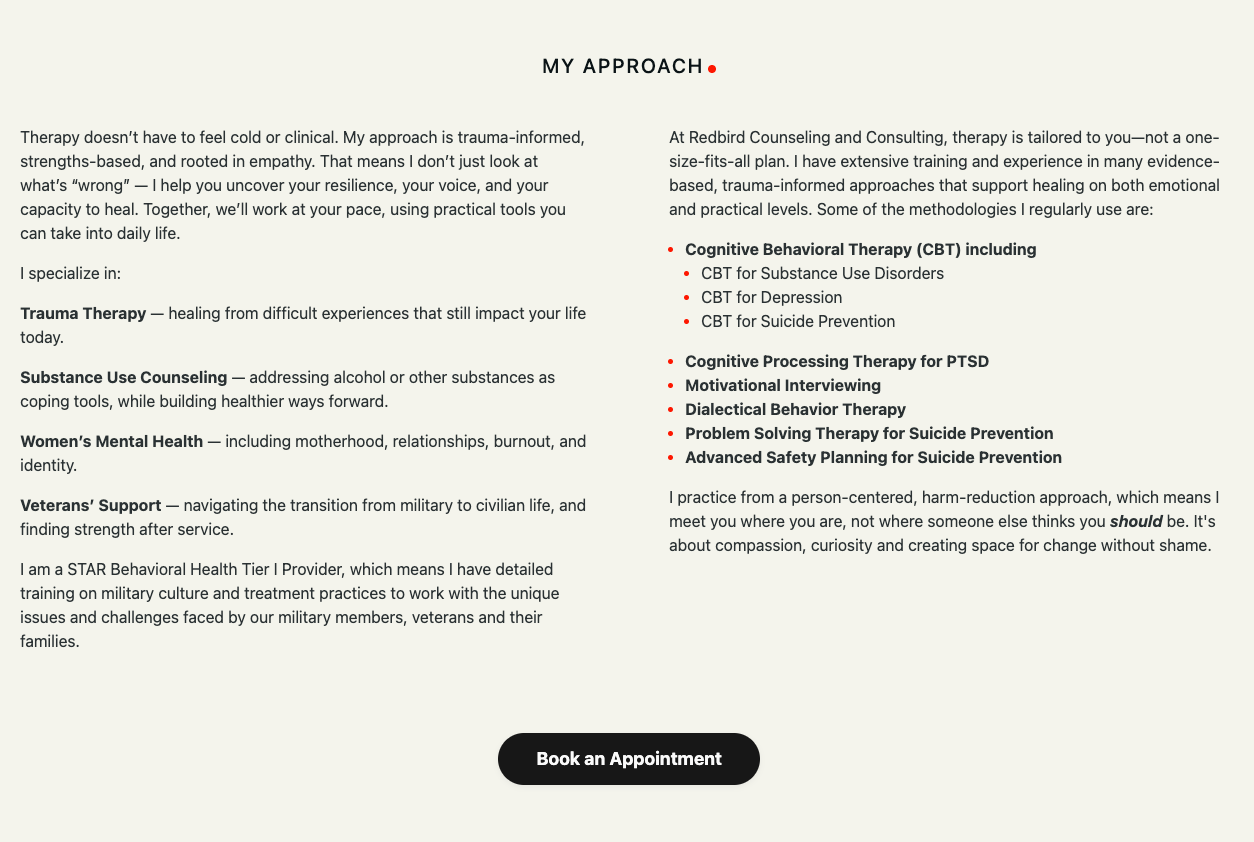 MY APPROACH
Therapy doesn’t have to feel cold or clinical. My approach is trauma-informed,
strengths-based, and rooted in empathy. That means I don’t just look at
what’s “wrong” — I help you uncover your resilience, your voice, and your
capacity to heal. Together, we’ll work at your pace, using practical tools you
can take into daily life.
I specialize in:
Trauma Therapy — healing from difficult experiences that still impact your life
today.
Substance Use Counseling — addressing alcohol or other substances as
coping tools, while building healthier ways forward.
Women’s Mental Health — including motherhood, relationships, burnout, and
identity.
Veterans’ Support — navigating the transition from military to civilian life, and
finding strength after service.
I am a STAR Behavioral Health Tier I Provider, which means I have detailed
training on military culture and treatment practices to work with the unique
issues and challenges faced by our military members, veterans and their
families.
At Redbird Counseling and Consulting, therapy is tailored to you—not a one-
size-fits-all plan. I have extensive training and experience in many evidence-
based, trauma-informed approaches that support healing on both emotional
and practical levels. Some of the methodologies I regularly use are:
Cognitive Behavioral Therapy (CBT) including
CBT for Substance Use Disorders
CBT for Depression
CBT for Suicide Prevention
Cognitive Processing Therapy for PTSD
Motivational Interviewing
Dialectical Behavior Therapy
Problem Solving Therapy for Suicide Prevention
Advanced Safety Planning for Suicide Prevention
I practice from a person-centered, harm-reduction approach, which means I
meet you where you are, not where someone else thinks you should be. It's
about compassion, curiosity and creating space for change without shame.
Book an Appointment